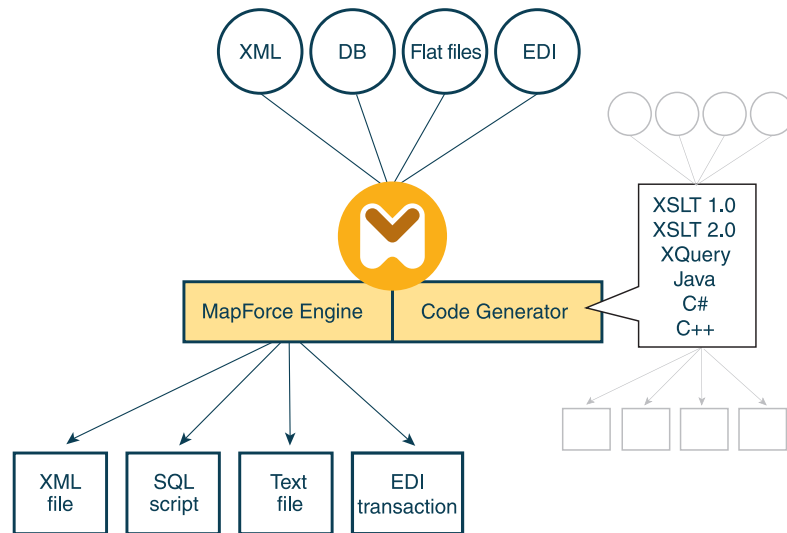 XML
DB
Flat files
EDI
MapForce Engine
Code Generator
XSLT 1.0
XSLT 2.0
XQuery
Java
C#
C++
XML
file
SQL
script
Text
file
EDI
transaction